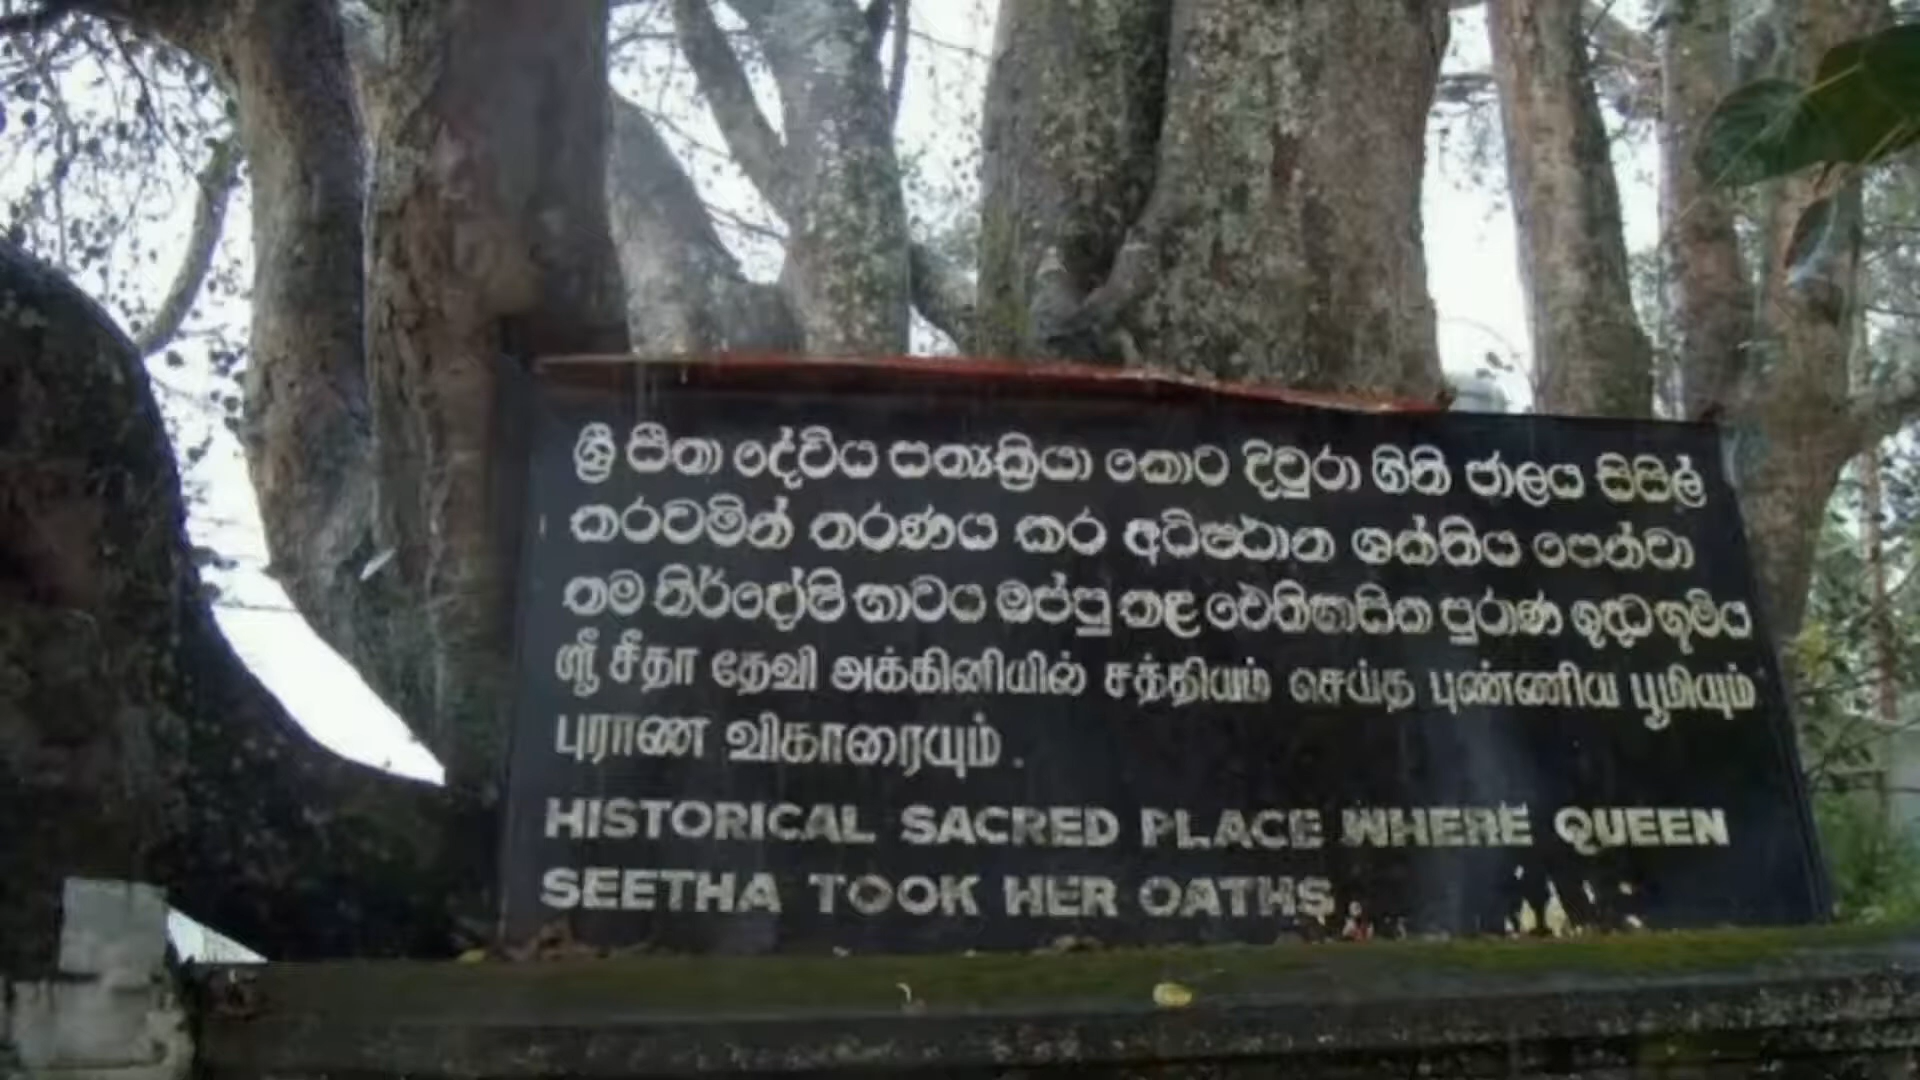 ශ්‍රී සීතා දේවිය සත්‍යක්‍රියා කොට දිවුරා ගිනි ජාලය සිසිල්
කරවමින් තරණය කර අධිෂ්ඨාන ශක්තිය පෙන්වා
තම නිර්දෝෂි භාවය ඔප්පු කළ ඓතිහාසික පුරාණ ශුද්ධ භූමිය
ஸ்ரீ சீதா தேவி அக்கினியில் சத்தியம் செய்த புண்ணிய பூமியும்
புராண விகாரையும்.
HISTORICAL SACRED PLACE WHERE QUEEN
SEETHA TOOK HER OATHS